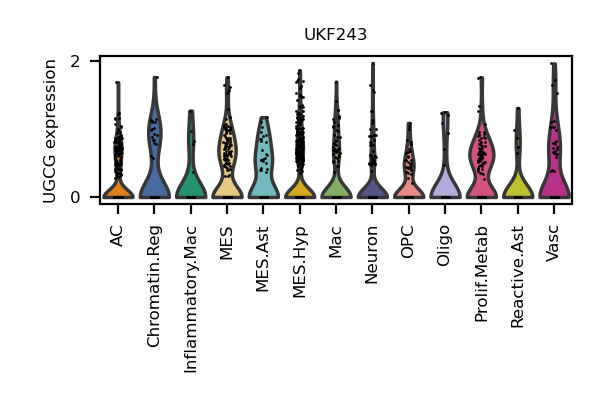 UKF243
UGCG expression
2
0
AC
Chromatin.Reg
Inflammatory.Mac
MES
MES.Ast
MES.Hyp
Mac
Neuron
OPC
Oligo
Prolif.Metab
Reactive.Ast
Vasc